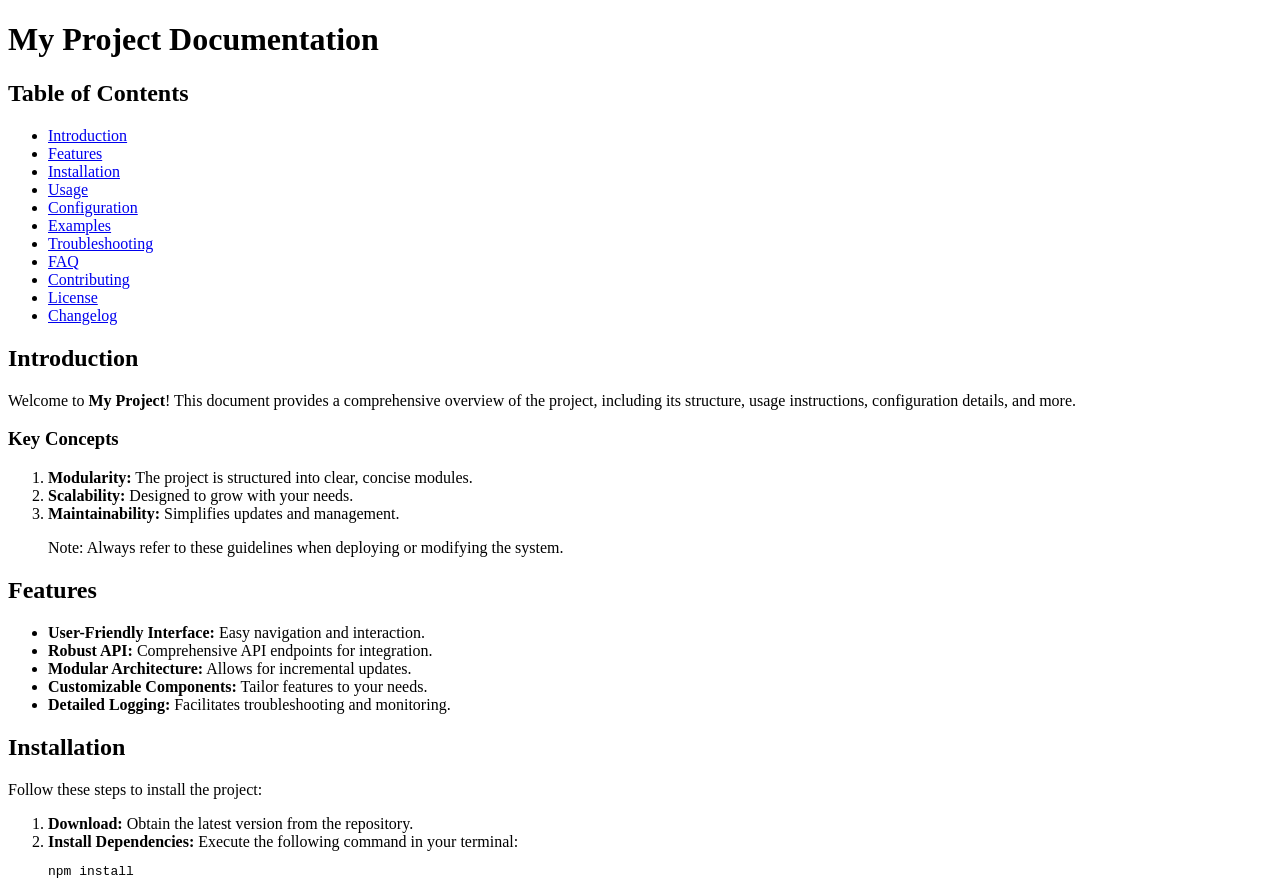 My Project Documentation
Table of Contents
Introduction
Features
Installation
Usage
Configuration
Examples
Troubleshooting
FAQ
Contributing
License
Changelog
Introduction
Welcome to My Project! This document provides a comprehensive overview of the project, including its structure, usage instructions, configuration details, and more.
Key Concepts
1. Modularity: The project is structured into clear, concise modules.
2. Scalability: Designed to grow with your needs.
3. Maintainability: Simplifies updates and management.
Note: Always refer to these guidelines when deploying or modifying the system.
Features
User-Friendly Interface: Easy navigation and interaction.
Robust API: Comprehensive API endpoints for integration.
Modular Architecture: Allows for incremental updates.
Customizable Components: Tailor features to your needs.
Detailed Logging: Facilitates troubleshooting and monitoring.
Installation
Follow these steps to install the project:
1. Download: Obtain the latest version from the repository.
2. Install Dependencies: Execute the following command in your terminal:
npm install